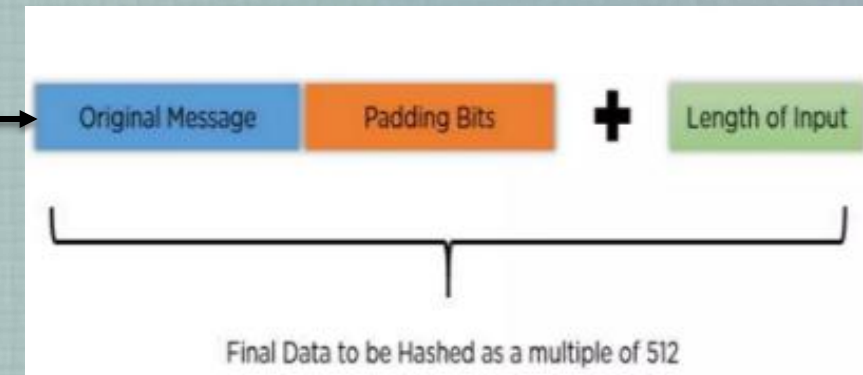 Original Message Padding Bits + Length of Input
Final Data to be Hashed as a multiple of 512